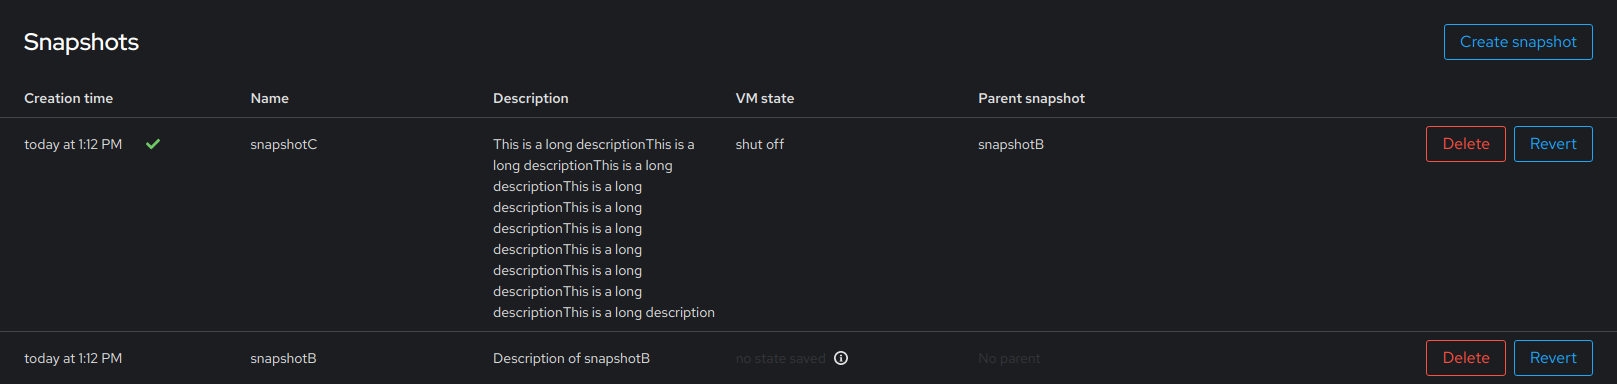 Snapshots
Create snapshot
Creation time Name Description VM state Parent snapshot
today at 1:12 PM snapshotC This is a long descriptionThis is a shut off snapshotB Delete Revert
long descriptionThis is a long
descriptionThis is a long
descriptionThis is a long
descriptionThis is a long
descriptionThis is a long
descriptionThis is a long
descriptionThis is a long
descriptionThis is a long description
today at 1:12 PM snapshotB Description of snapshotB no state saved No parent Delete Revert